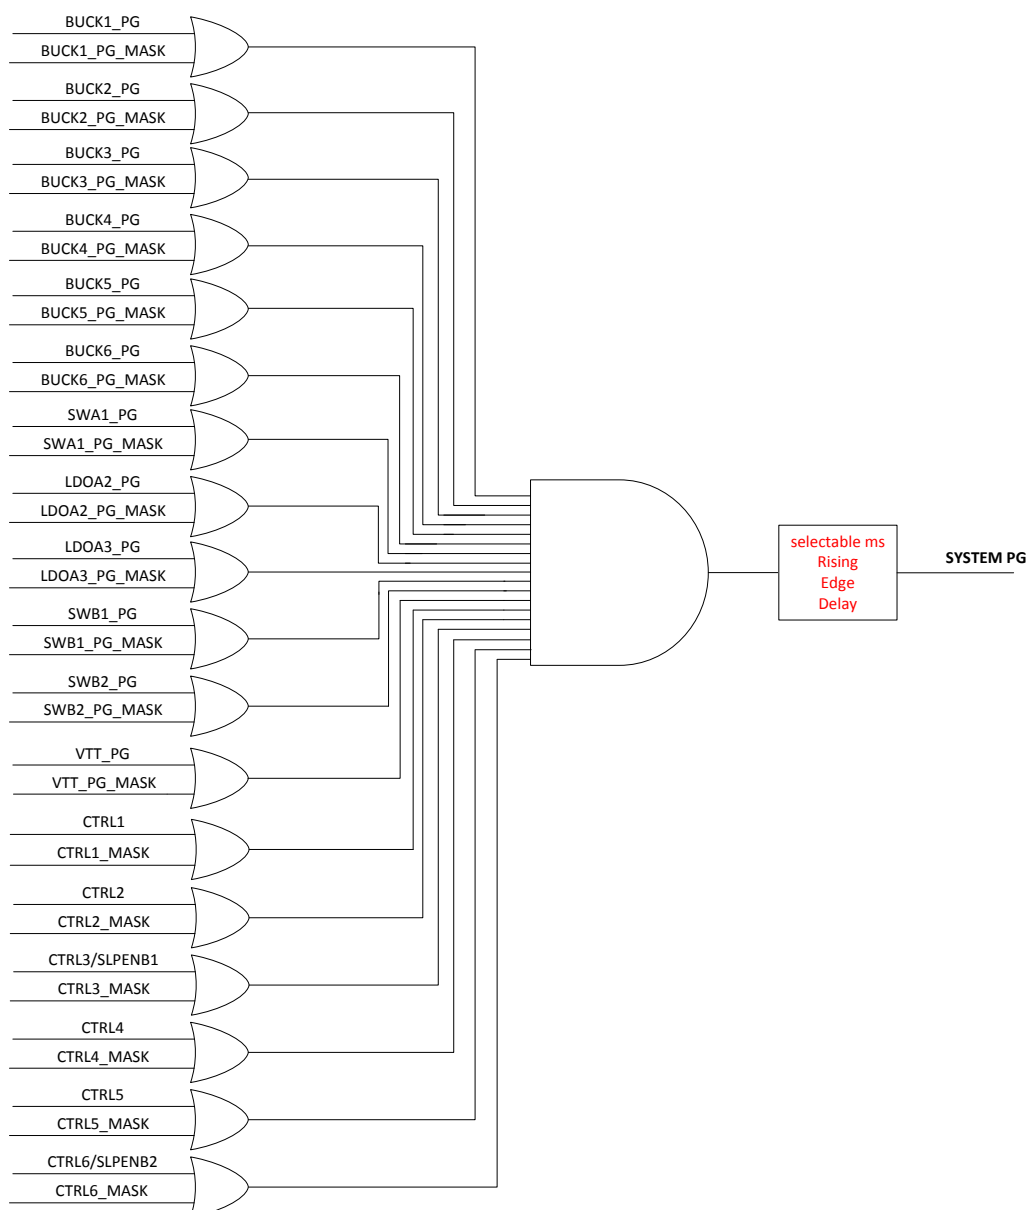 BUCK1_PG
BUCK1_PG_MASK
BUCK2_PG
BUCK2_PG_MASK
BUCK3_PG
BUCK3_PG_MASK
BUCK4_PG
BUCK4_PG_MASK
BUCK5_PG
BUCK5_PG_MASK
BUCK6_PG
BUCK6_PG_MASK
SWA1_PG
SWA1_PG_MASK
LDOA2_PG
LDOA2_PG_MASK
LDOA3_PG
LDOA3_PG_MASK
SWB1_PG
SWB1_PG_MASK
SWB2_PG
SWB2_PG_MASK
VTT_PG
VTT_PG_MASK
CTRL1
CTRL1_MASK
CTRL2
CTRL2_MASK
CTRL3/SLPENB1
CTRL3_MASK
CTRL4
CTRL4_MASK
CTRL5
CTRL5_MASK
CTRL6/SLPENB2
CTRL6_MASK
selectable ms
Rising
Edge
Delay
SYSTEM PG